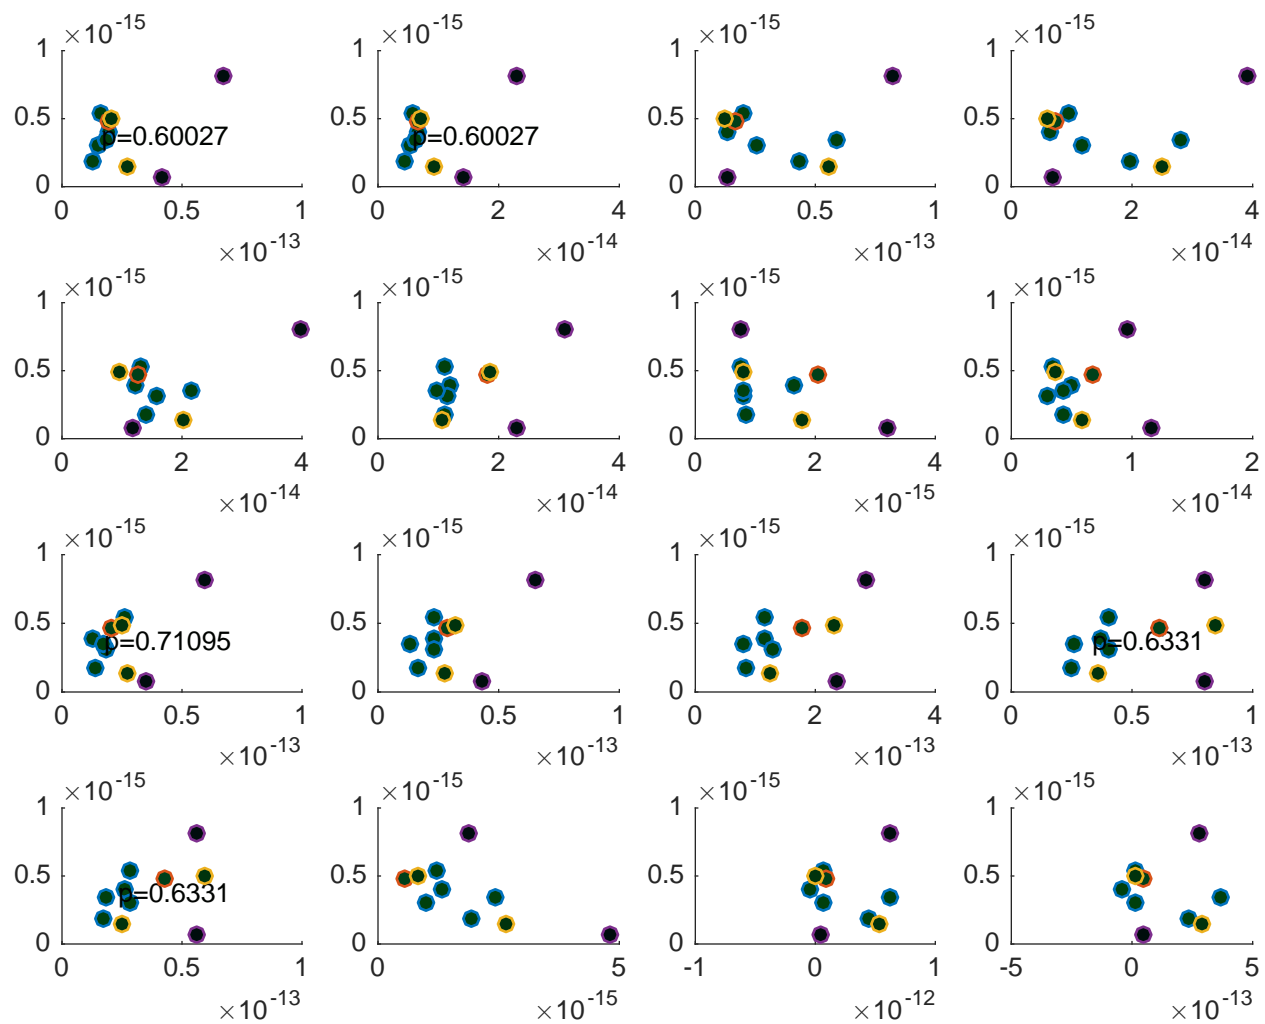 ×10-15 ×10-15 ×10-15 ×10-15
1 1 1 1
0.5 0.5 0.5 0.5
p=0.60027 p=0.60027
0 0 0 0
0 0.5 1 0 2 4 0 0.5 1 0 2 4
×10-13 ×10-14 ×10-13 ×10-14
×10-15 ×10-15 ×10-15 ×10-15
1 1 1 1
0.5 0.5 0.5 0.5
0 0 0 0
0 2 4 0 2 4 0 2 4 0 1 2
×10-14 ×10-14 ×10-15 ×10-14
×10-15 ×10-15 ×10-15 ×10-15
1 1 1 1
0.5 0.5 0.5 0.5
p=0.71095 p=0.6331
0 0 0 0
0 0.5 1 0 0.5 1 0 2 4 0 0.5 1
×10-13 ×10-13 ×10-13 ×10-13
×10-15 ×10-15 ×10-15 ×10-15
1 1 1 1
0.5 0.5 0.5 0.5
p=0.6331
0 0 0 0
0 0.5 1 0 5 -1 0 1 -5 0 5
×10-13 ×10-15 ×10-12 ×10-13